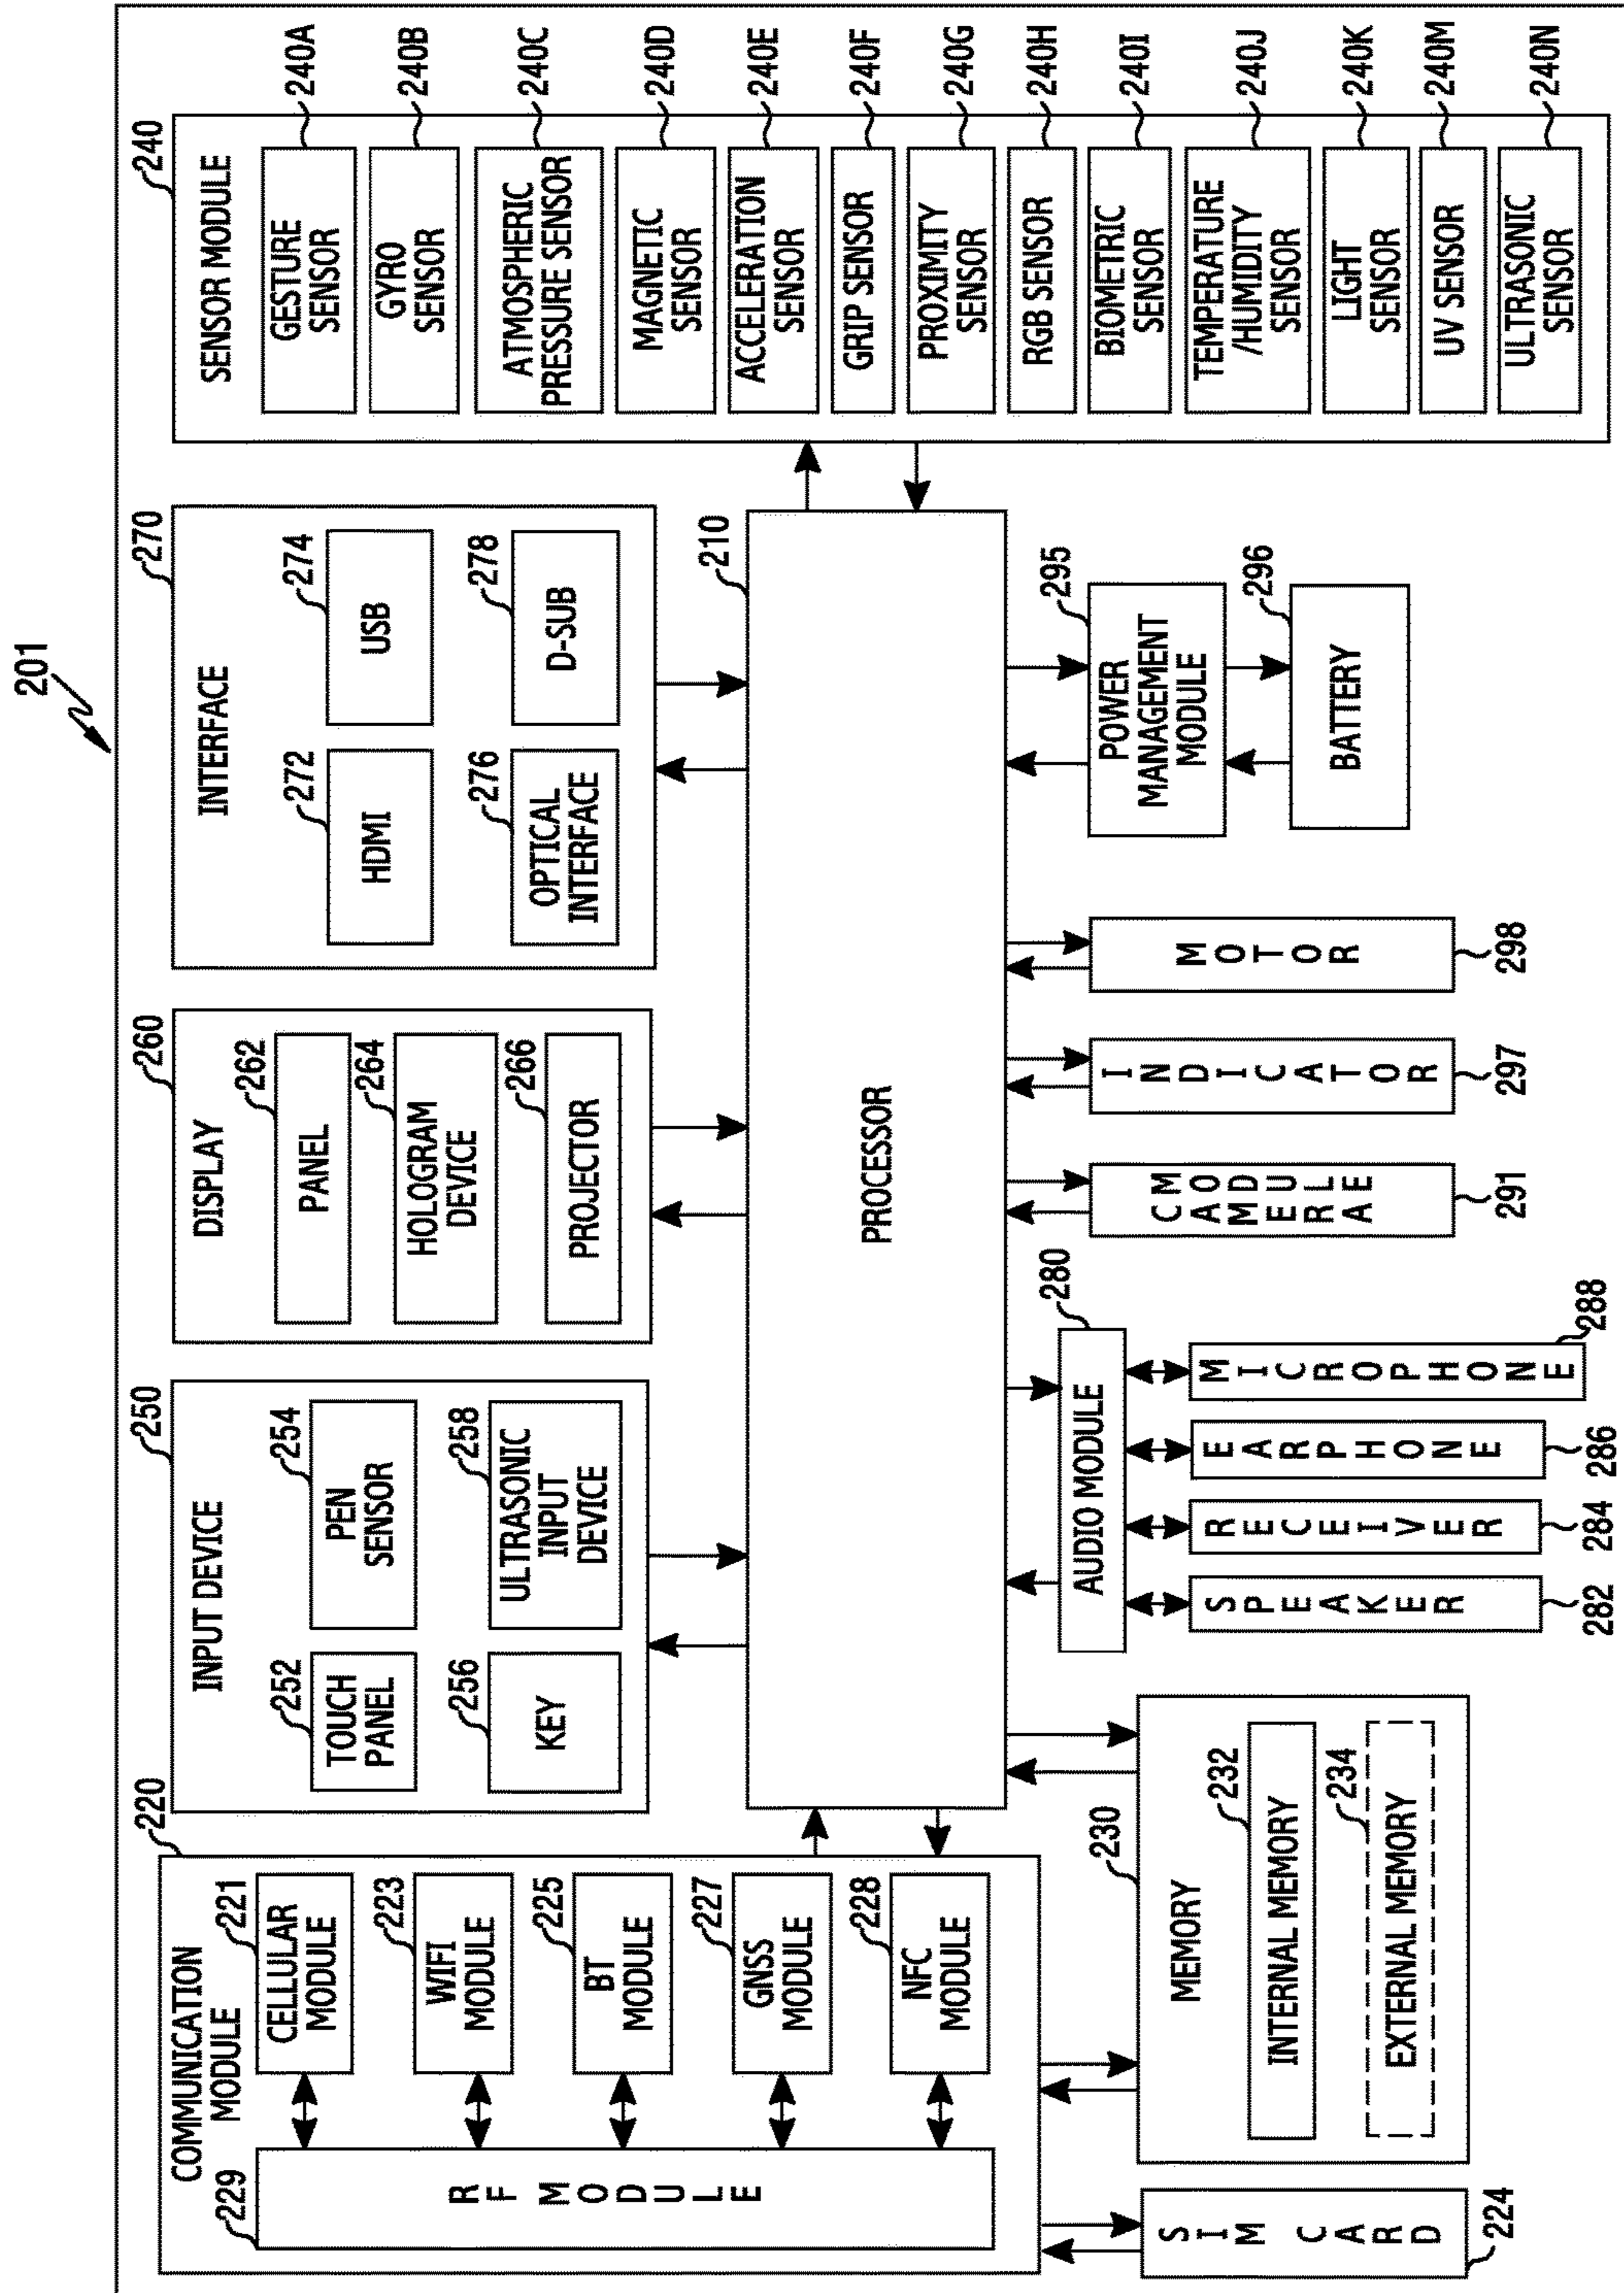 201
COMMUNICATION
MODULE
220
229
RF MODULE
221
CELLULAR
MODULE
223
WIFI
MODULE
225
BT
MODULE
227
GNSS
MODULE
228
NFC
MODULE
INPUT DEVICE
250
252
TOUCH
PANEL
254
PEN
SENSOR
256
KEY
258
ULTRASONIC
INPUT
DEVICE
DISPLAY
260
262
PANEL
264
HOLOGRAM
DEVICE
266
PROJECTOR
INTERFACE
270
272
HDMI
274
USB
276
OPTICAL
INTERFACE
278
D-SUB
SENSOR MODULE
240
GESTURE
SENSOR
240A
GYRO
SENSOR
240B
ATMOSPHERIC
PRESSURE SENSOR
240C
MAGNETIC
SENSOR
240D
ACCELERATION
SENSOR
240E
GRIP SENSOR
240F
PROXIMITY
SENSOR
240G
RGB SENSOR
240H
BIOMETRIC
SENSOR
240I
TEMPERATURE
/HUMIDITY
SENSOR
240J
LIGHT
SENSOR
240K
UV SENSOR
240M
ULTRASONIC
SENSOR
240N
PROCESSOR
210
SIM CARD
224
MEMORY
230
232
INTERNAL MEMORY
234
EXTERNAL MEMORY
AUDIO MODULE
280
SPEAKER
282
RECEIVER
284
EARPHONE
286
MICROPHONE
288
CAMERA
MODULE
291
INDICATOR
297
MOTOR
298
POWER
MANAGEMENT
MODULE
295
BATTERY
296